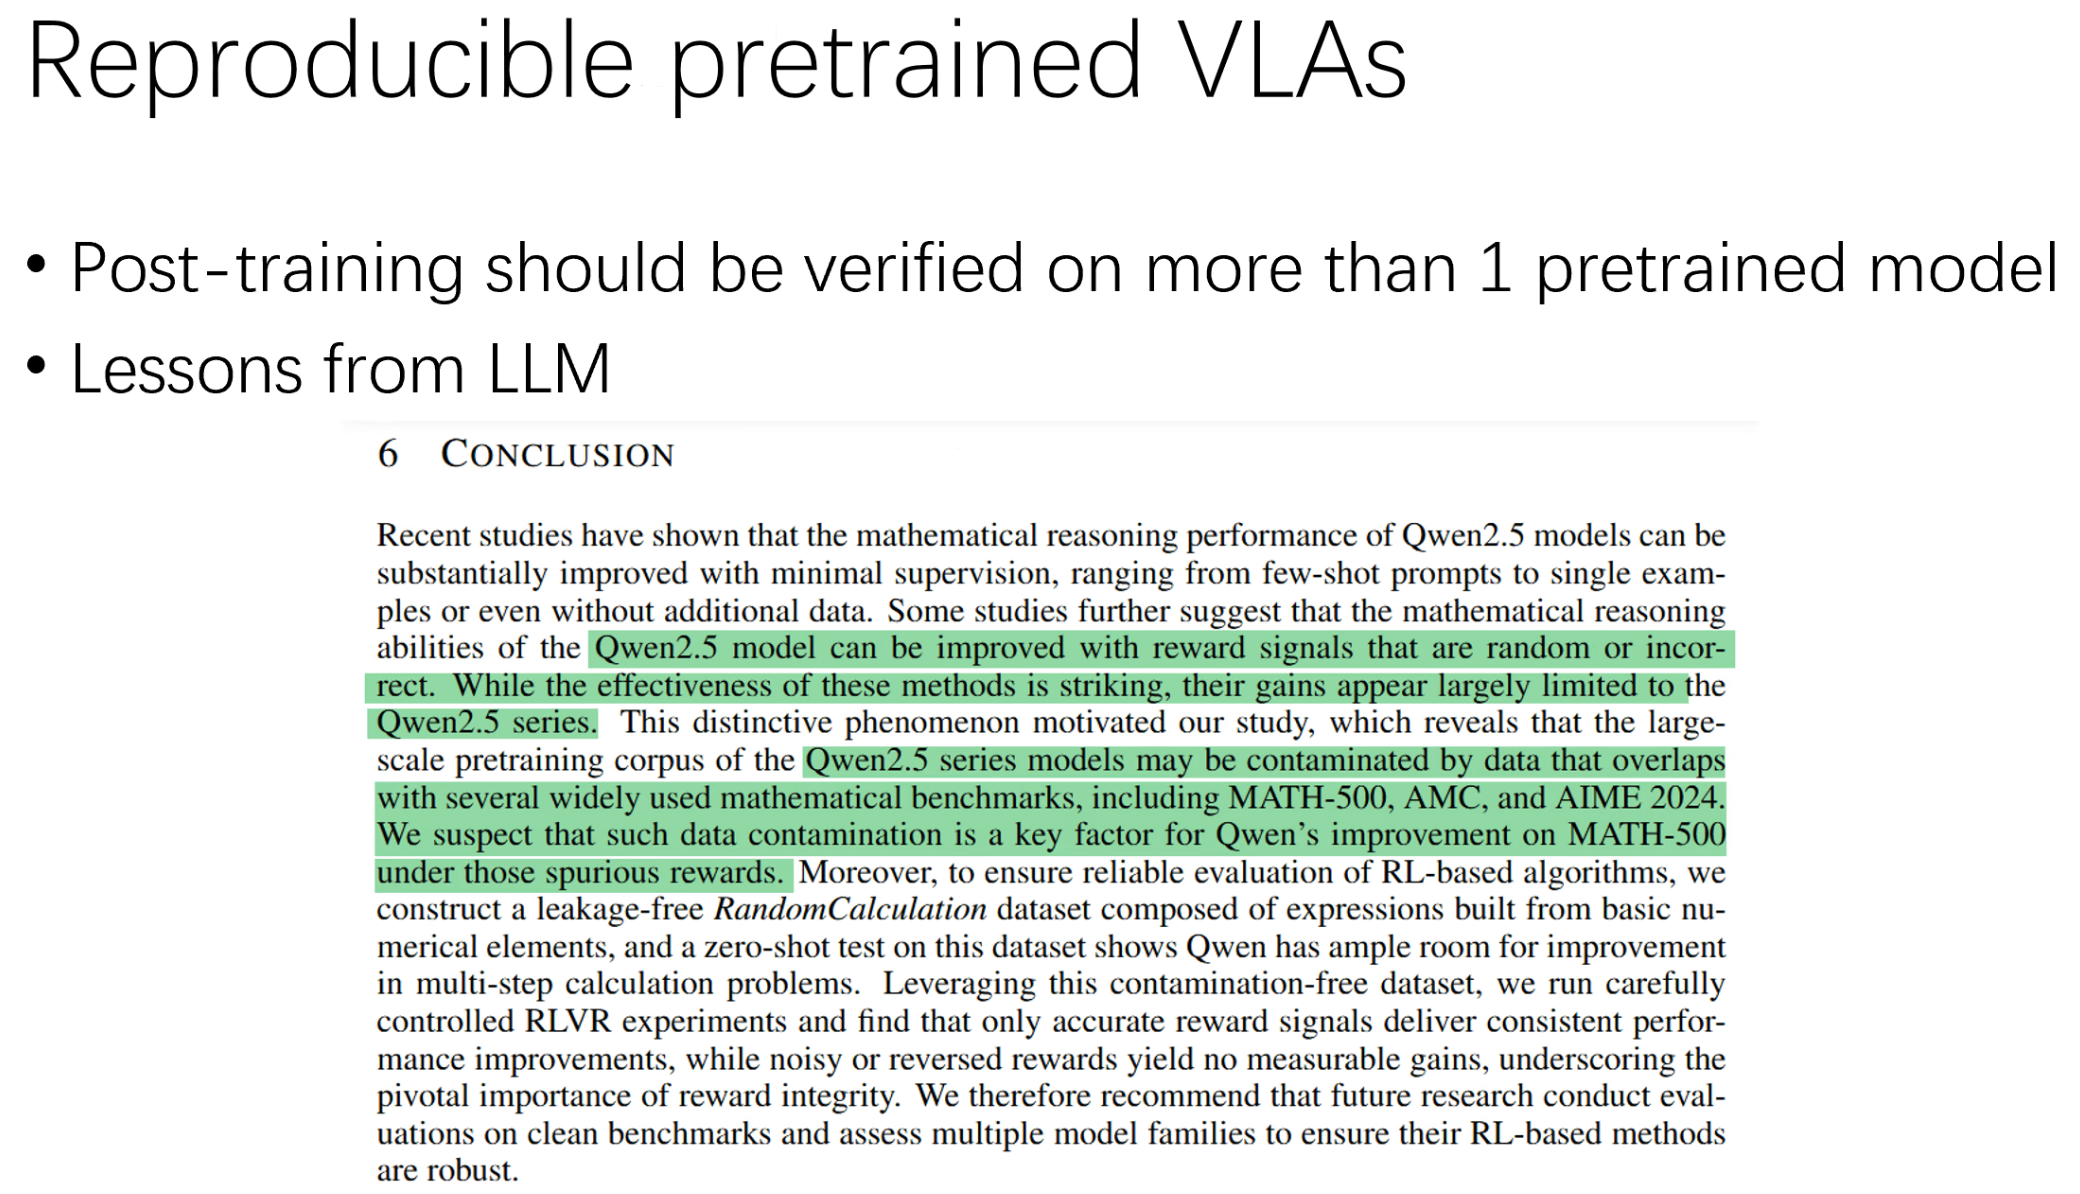 Reproducible pretrained VLAs
• Post-training should be verified on more than 1 pretrained model
• Lessons from LLM
6 CONCLUSION
Recent studies have shown that the mathematical reasoning performance of Qwen2.5 models can be
substantially improved with minimal supervision, ranging from few-shot prompts to single exam-
ples or even without additional data. Some studies further suggest that the mathematical reasoning
abilities of the Qwen2.5 model can be improved with reward signals that are random or incor-
rect. While the effectiveness of these methods is striking, their gains appear largely limited to the
Qwen2.5 series. This distinctive phenomenon motivated our study, which reveals that the large-
scale pretraining corpus of the Qwen2.5 series models may be contaminated by data that overlaps
with several widely used mathematical benchmarks, including MATH-500, AMC, and AIME 2024.
We suspect that such data contamination is a key factor for Qwen's improvement on MATH-500
under those spurious rewards. Moreover, to ensure reliable evaluation of RL-based algorithms, we
construct a leakage-free RandomCalculation dataset composed of expressions built from basic nu-
merical elements, and a zero-shot test on this dataset shows Qwen has ample room for improvement
in multi-step calculation problems. Leveraging this contamination-free dataset, we run carefully
controlled RLVR experiments and find that only accurate reward signals deliver consistent perfor-
mance improvements, while noisy or reversed rewards yield no measurable gains, underscoring the
pivotal importance of reward integrity. We therefore recommend that future research conduct eval-
uations on clean benchmarks and assess multiple model families to ensure their RL-based methods
are robust.